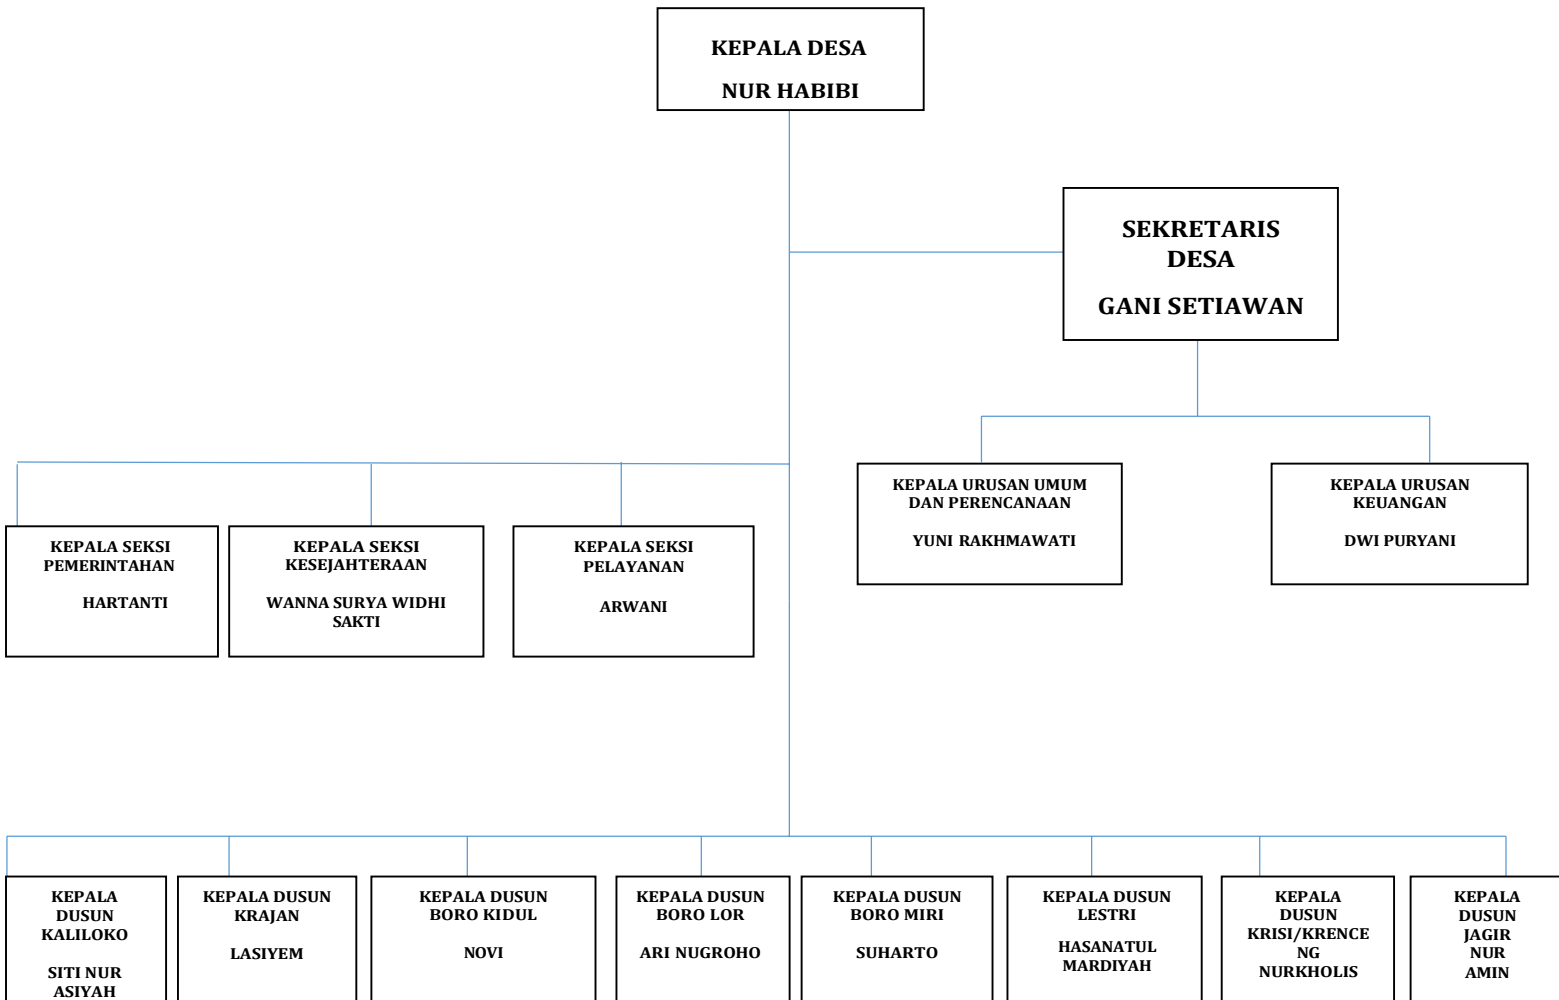 KEPALA DESA
NUR HABIBI
SEKRETARIS
DESA
GANI SETIAWAN
KEPALA URUSAN UMUM
DAN PERENCANAAN
YUNI RAKHMAWATI
KEPALA URUSAN
KEUANGAN
DWI PURYANI
KEPALA SEKSI
PEMERINTAHAN
HARTANTI
KEPALA SEKSI
KESEJAHTERAAN
WANNA SURYA WIDHI
SAKTI
KEPALA SEKSI
PELAYANAN
ARWANI
KEPALA
DUSUN
KALILOKO
SITI NUR
ASIYAH
KEPALA DUSUN
KRAJAN
LASIYEM
KEPALA DUSUN
BORO KIDUL
NOVI
KEPALA DUSUN
BORO LOR
ARI NUGROHO
KEPALA DUSUN
BORO MIRI
SUHARTO
KEPALA DUSUN
LESTRI
HASANATUL
MARDIYAH
KEPALA
DUSUN
KRISI/KRENCE
NG
NURKHOLIS
KEPALA
DUSUN
JAGIR
NUR
AMIN